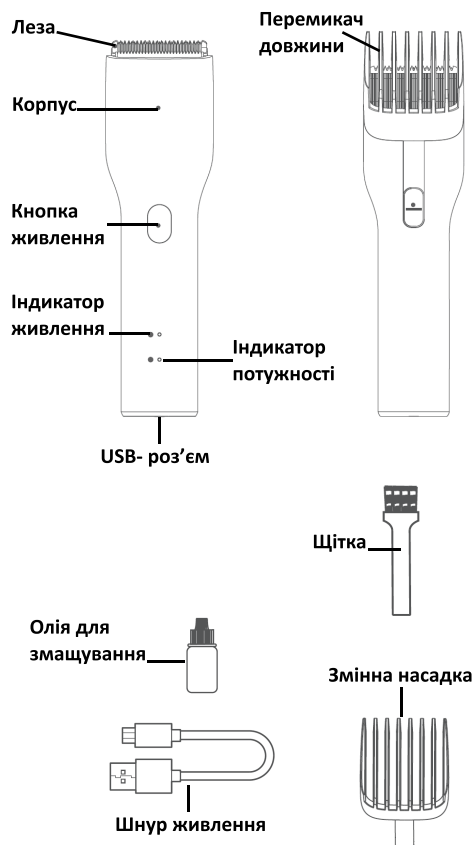 Леза
Перемикач
довжини
Корпус
Кнопка
живлення
Індикатор
живлення
Індикатор
потужності
USB- роз’єм
Щітка
Олія для
змащування
Змінна насадка
Шнур живлення